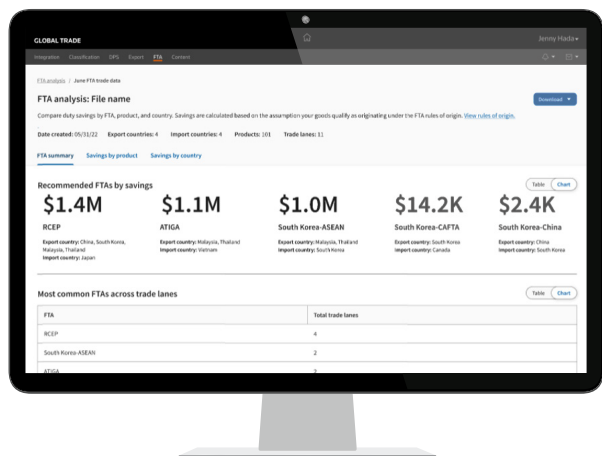 GLOBAL TRADE
Jenny Hada
Integration Classification DPS Export FTA Content
FTA analysis / June FTA trade data
FTA analysis: File name
Download
Compare duty savings by FTA, product, and country. Savings are calculated based on the assumption your goods qualify as originating under the FTA rules of origin. View rules of origin.
Date created: 05/31/22 Export countries: 4 Import countries: 4 Products: 101 Trade lanes: 11
FTA summary Savings by product Savings by country
Recommended FTAs by savings
Table Chart
$1.4M $1.1M $1.0M $14.2K $2.4K
RCEP ATIGA South Korea-ASEAN South Korea-CAFTA South Korea-China
Export country: China, South Korea, Malaysia, Thailand
Import country: Japan
Export country: Malaysia, Thailand
Import country: Vietnam
Export country: Malaysia, Thailand
Import country: South Korea
Export country: South Korea
Import country: Canada
Export country: China
Import country: South Korea
Most common FTAs across trade lanes
Table Chart
FTA Total trade lanes
RCEP 4
South Korea-ASEAN 2
ATIGA 2